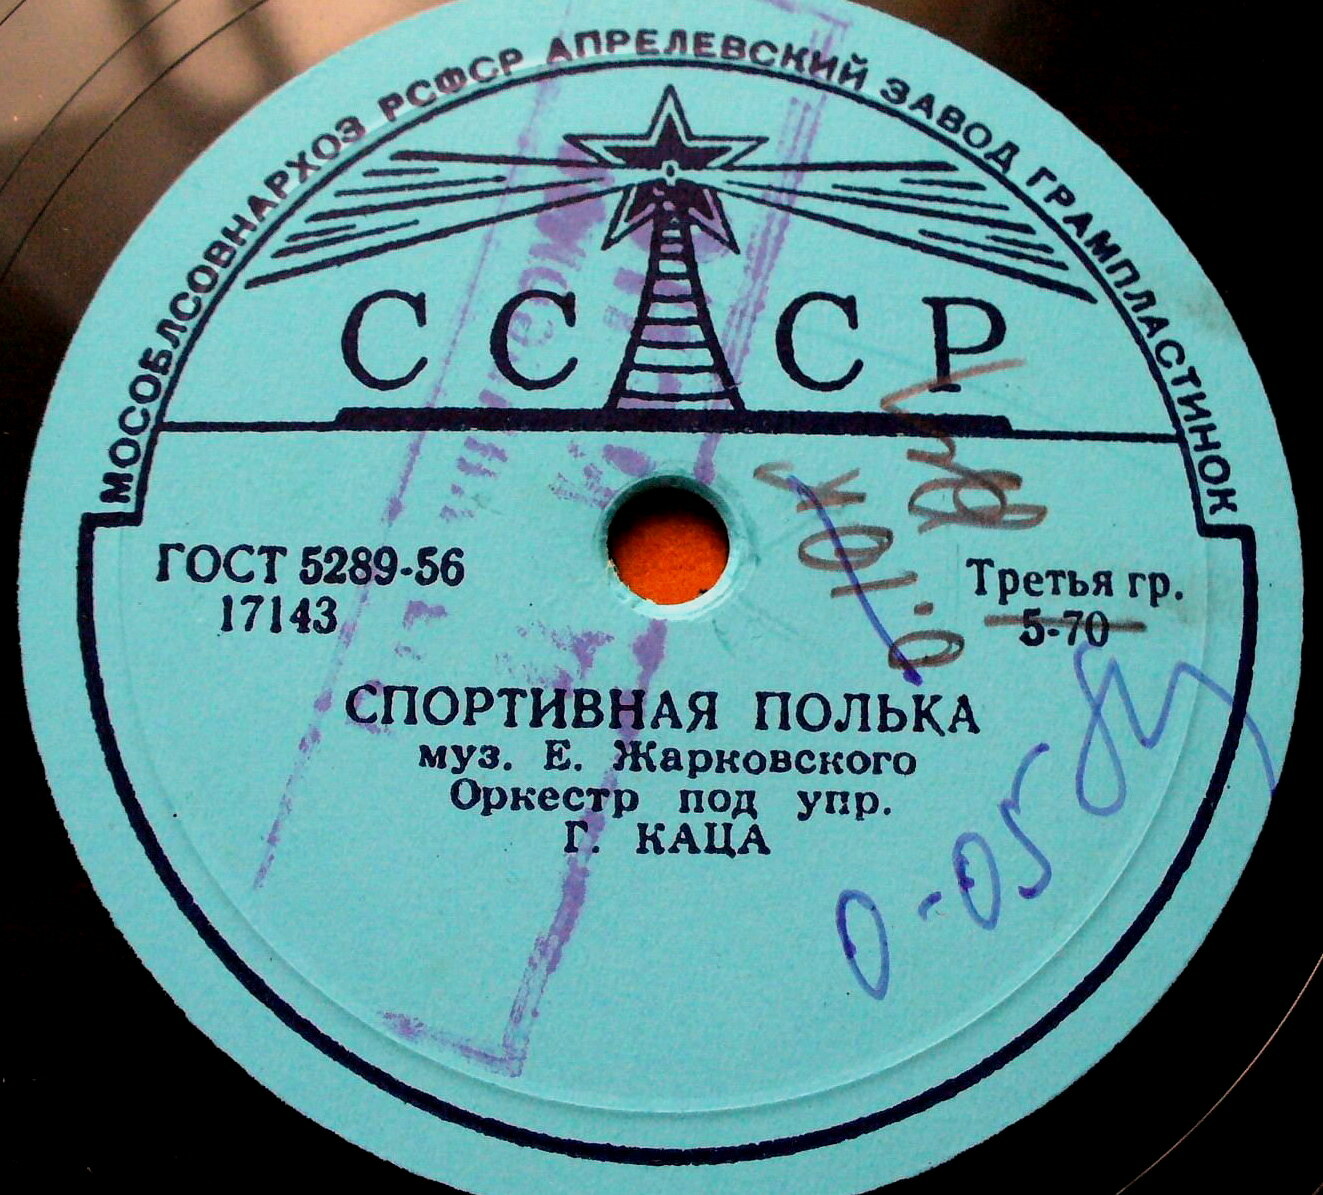 МОСОБЛСОВНАРХОЗ РСФСР АПРЕЛЕВСКИЙ ЗАВОД ГРАМПЛАСТИНОК
СССР
ГОСТ 5289-56
17143
Третья гр.
5-70
СПОРТИВНАЯ ПОЛЬКА
муз. Е. Жарковского
Оркестр под упр.
Г. КАЦА
0.10к
0-05